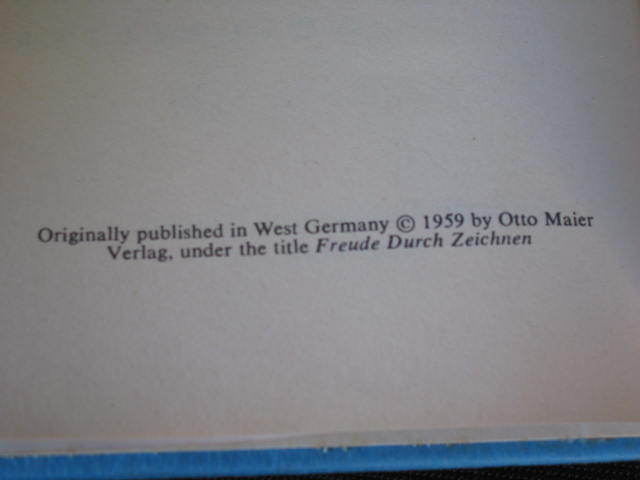 Originally published in West Germany © 1959 by Otto Maier
Verlag, under the title Freude Durch Zeichnen